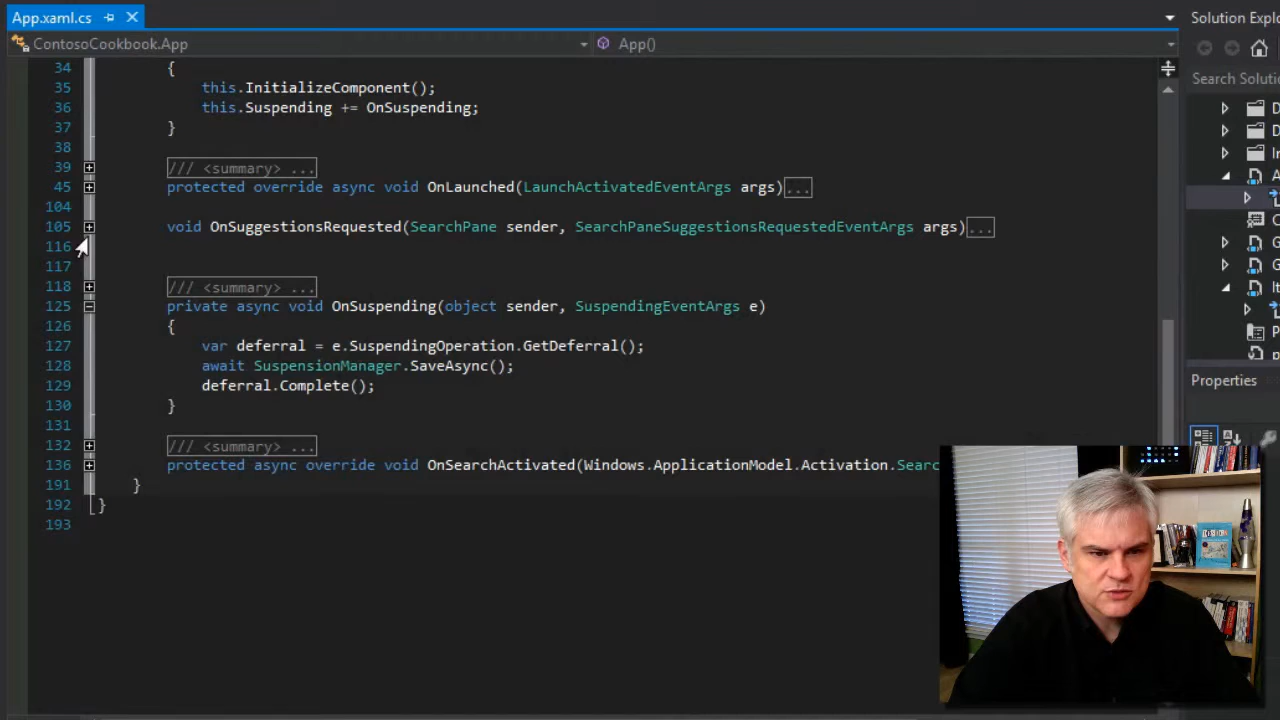 App.xaml.cs
Solution Explo
ContosoCookbook.App
App()
Search Soluti
34 {
35 this.InitializeComponent();
36 this.Suspending += OnSuspending;
37 }
38
39 /// <summary> ...
45 protected override async void OnLaunched(LaunchActivatedEventArgs args)...
104
105 void OnSuggestionsRequested(SearchPane sender, SearchPaneSuggestionsRequestedEventArgs args)...
116
117
118 /// <summary> ...
125 private async void OnSuspending(object sender, SuspendingEventArgs e)
126 {
127 var deferral = e.SuspendingOperation.GetDeferral();
128 await SuspensionManager.SaveAsync();
129 deferral.Complete();
130 }
131
132 /// <summary> ...
136 protected async override void OnSearchActivated(Windows.ApplicationModel.Activation.Searc
191 }
192 }
193
D
D
In
A
G
G
It
P
p
Properties